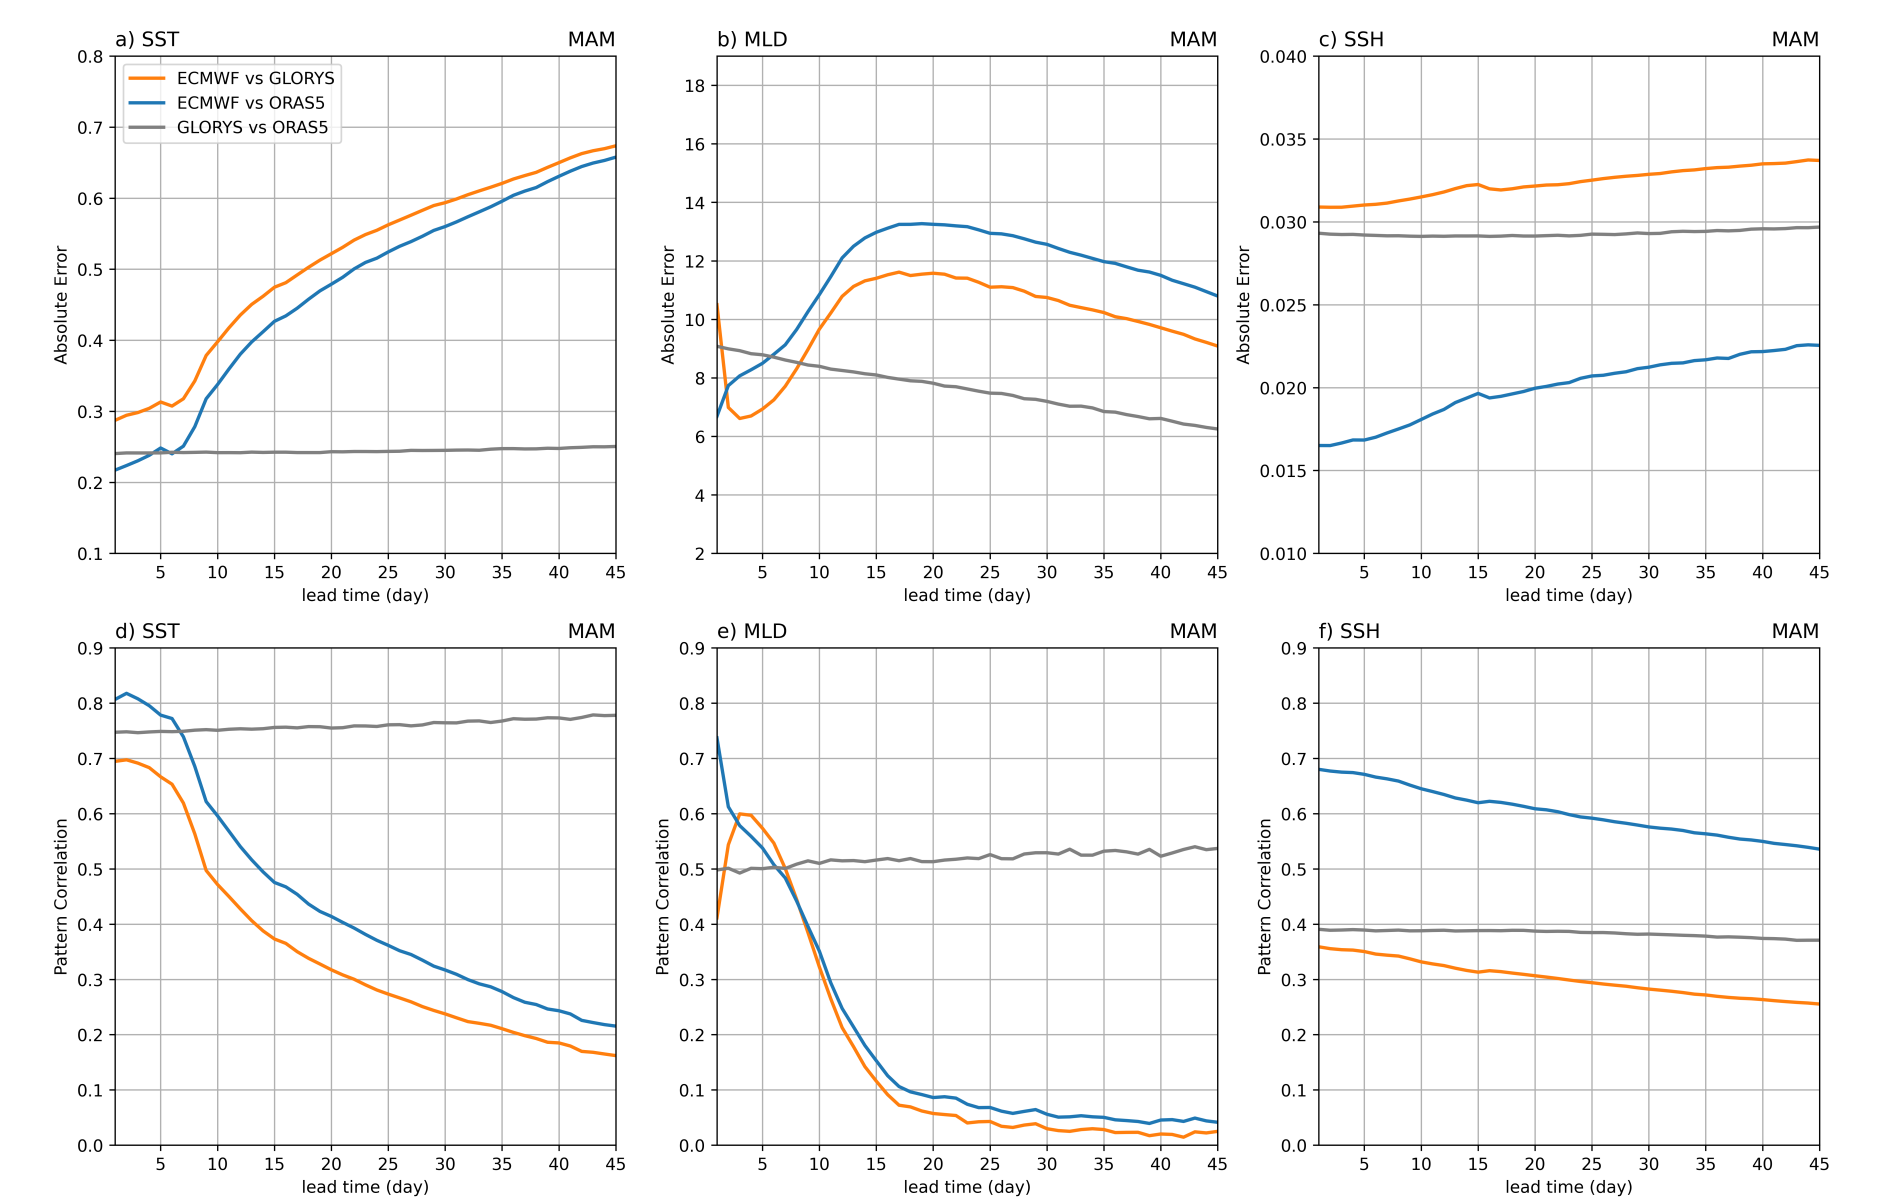 a) SST MAM
0.8
0.7
0.6
0.5
0.4
0.3
0.2
0.1
Absolute Error
ECMWF vs GLORYS
ECMWF vs ORAS5
GLORYS vs ORAS5
5 10 15 20 25 30 35 40 45
lead time (day)
b) MLD MAM
18
16
14
12
10
8
6
4
2
Absolute Error
5 10 15 20 25 30 35 40 45
lead time (day)
c) SSH MAM
0.040
0.035
0.030
0.025
0.020
0.015
0.010
Absolute Error
5 10 15 20 25 30 35 40 45
lead time (day)
d) SST MAM
0.9
0.8
0.7
0.6
0.5
0.4
0.3
0.2
0.1
0.0
Pattern Correlation
5 10 15 20 25 30 35 40 45
lead time (day)
e) MLD MAM
0.9
0.8
0.7
0.6
0.5
0.4
0.3
0.2
0.1
0.0
Pattern Correlation
5 10 15 20 25 30 35 40 45
lead time (day)
f) SSH MAM
0.9
0.8
0.7
0.6
0.5
0.4
0.3
0.2
0.1
0.0
Pattern Correlation
5 10 15 20 25 30 35 40 45
lead time (day)